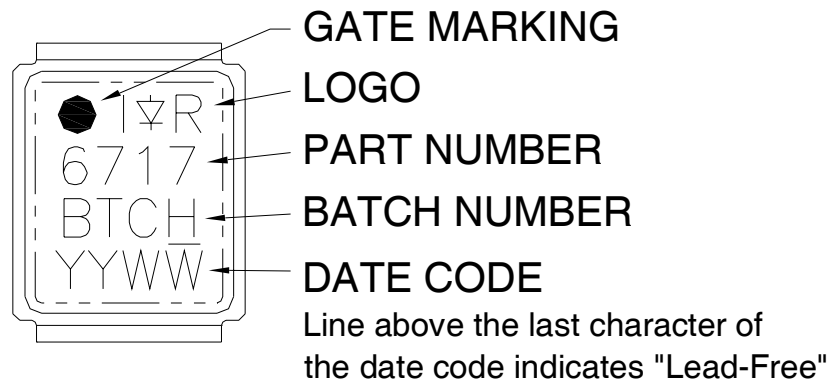 GATE MARKING
I R
LOGO
6717
PART NUMBER
BTCH
BATCH NUMBER
YYWW
DATE CODE
Line above the last character of
the date code indicates "Lead-Free"